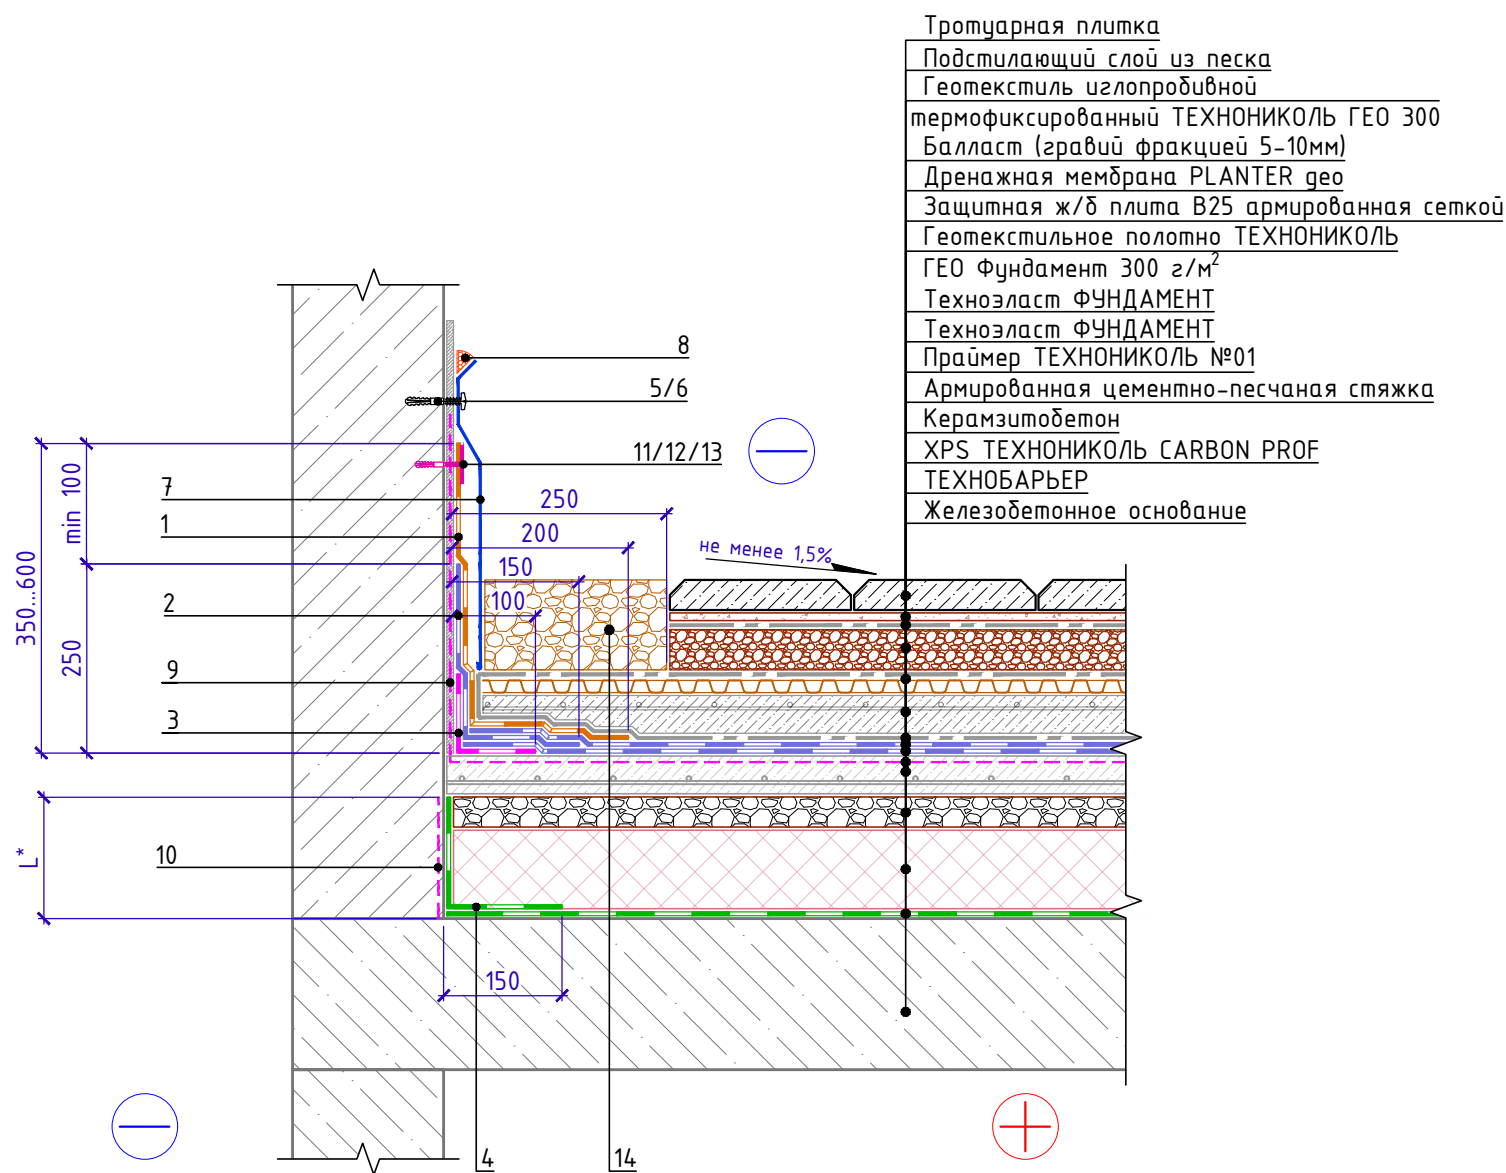 Тротуарная плитка
Подстилающий слой из песка
Геотекстиль иглопробивной
термофиксированный ТЕХНОНИКОЛЬ ГЕО 300
Балласт (гравий фракцией 5-10мм)
Дренажная мембрана PLANTER geo
Защитная ж/б плита В25 армированная сеткой
Геотекстильное полотно ТЕХНОНИКОЛЬ
ГЕО Фундамент 300 г/м²
Техноэласт ФУНДАМЕНТ
Техноэласт ФУНДАМЕНТ
Праймер ТЕХНОНИКОЛЬ №01
Армированная цементно-песчаная стяжка
Керамзитобетон
XPS ТЕХНОНИКОЛЬ CARBON PROF
ТЕХНОБАРЬЕР
Железобетонное основание
8
5/6
11/12/13
7
1
2
9
3
10
4
14
250
200
150
100
не менее 1,5%
350...600
min 100
250
L*
150